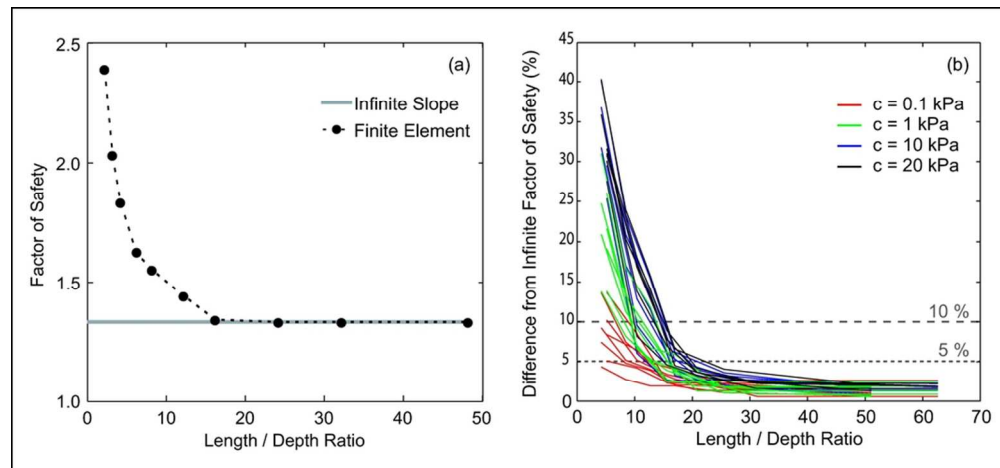 (a)
2.5
2.0
1.5
1.0
Factor of Safety
Infinite Slope
Finite Element
0 10 20 30 40 50
Length / Depth Ratio
(b)
45
40
35
30
25
20
15
10
5
0
Difference from Infinite Factor of Safety (%)
c = 0.1 kPa
c = 1 kPa
c = 10 kPa
c = 20 kPa
10 %
5 %
0 10 20 30 40 50 60 70
Length / Depth Ratio